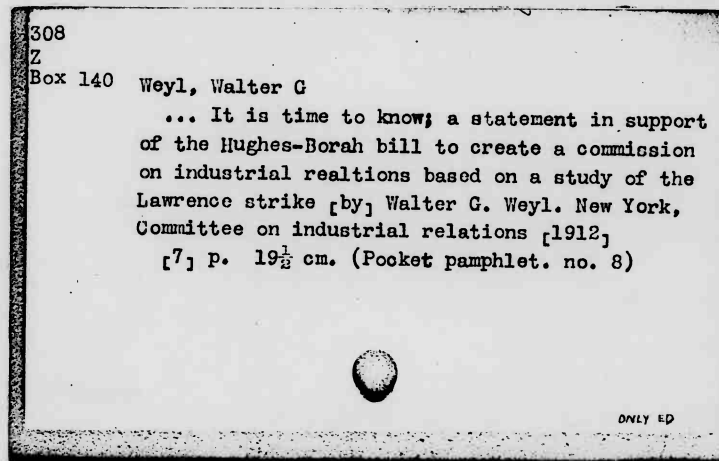 308
Z
Box 140 Weyl, Walter G
... It is time to know; a statement in support
of the Hughes-Borah bill to create a commission
on industrial realtions based on a study of the
Lawrence strike [by] Walter G. Weyl. New York,
Committee on industrial relations [1912]
[7] p. 19½ cm. (Pocket pamphlet. no. 8)
ONLY ED